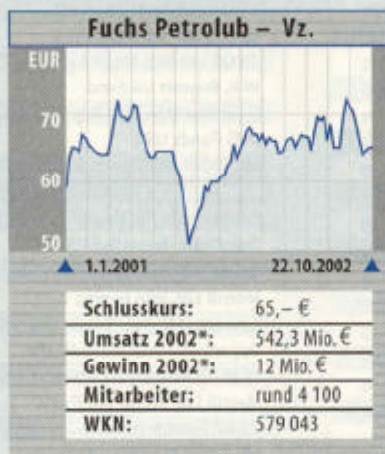 Fuchs Petrolub – Vz.
EUR
70
60
50
1.1.2001 22.10.2002
Schlusskurs: 65,– €
Umsatz 2002*: 542,3 Mio. €
Gewinn 2002*: 12 Mio. €
Mitarbeiter: rund 4 100
WKN: 579 043